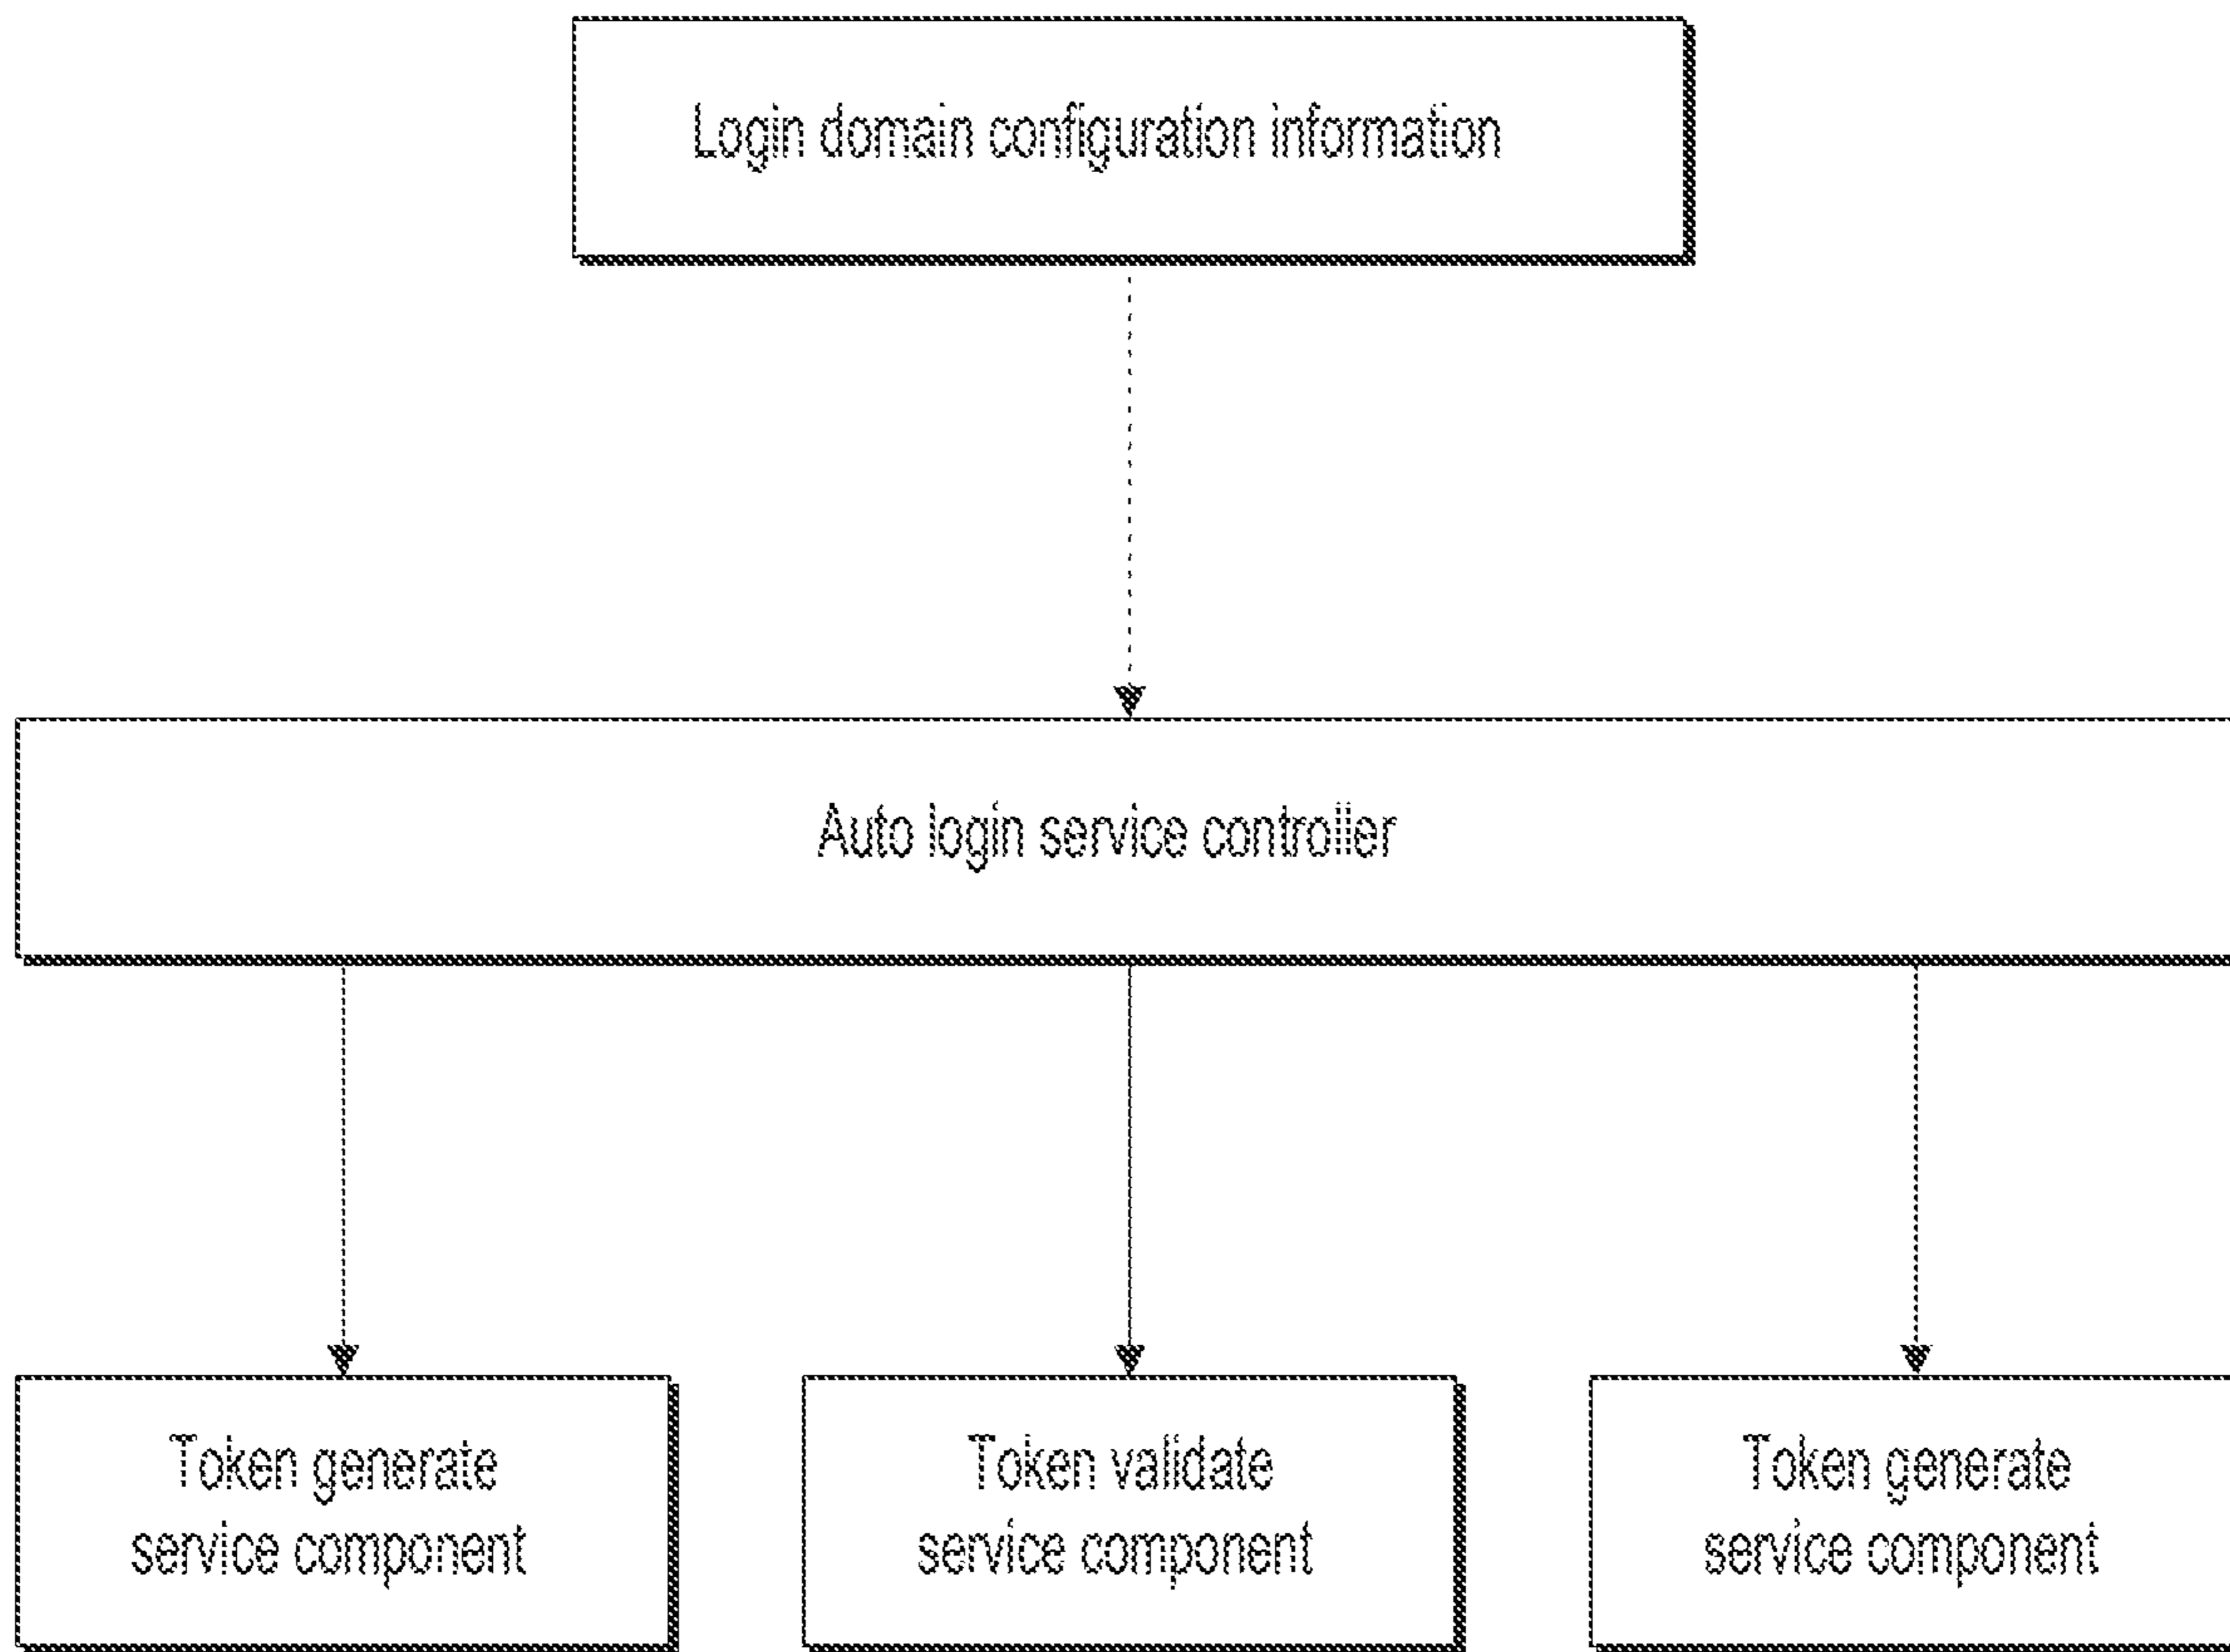 Login domain configuration information
Auto login service controller
Token generate
service component
Token validate
service component
Token generate
service component